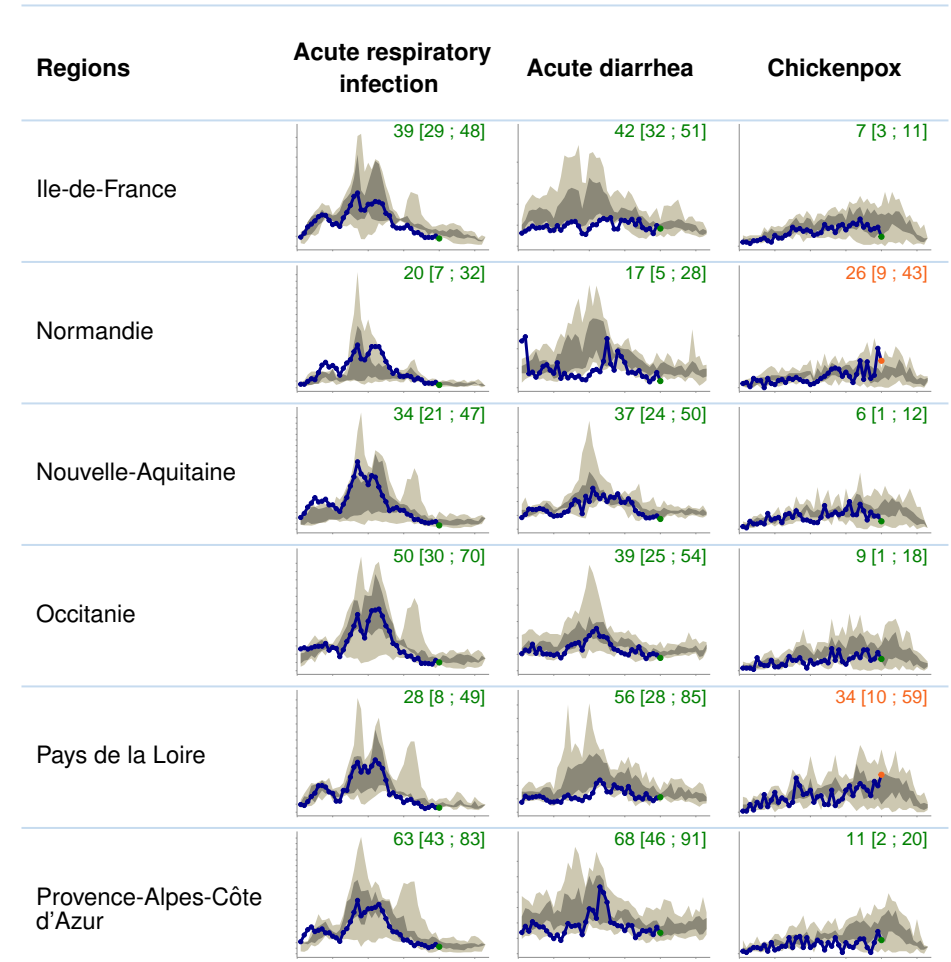 Regions
Acute respiratory
infection
Acute diarrhea
Chickenpox
Ile-de-France
39 [29 ; 48]
42 [32 ; 51]
7 [3 ; 11]
Normandie
20 [7 ; 32]
17 [5 ; 28]
26 [9 ; 43]
Nouvelle-Aquitaine
34 [21 ; 47]
37 [24 ; 50]
6 [1 ; 12]
Occitanie
50 [30 ; 70]
39 [25 ; 54]
9 [1 ; 18]
Pays de la Loire
28 [8 ; 49]
56 [28 ; 85]
34 [10 ; 59]
Provence-Alpes-Côte
d'Azur
63 [43 ; 83]
68 [46 ; 91]
11 [2 ; 20]